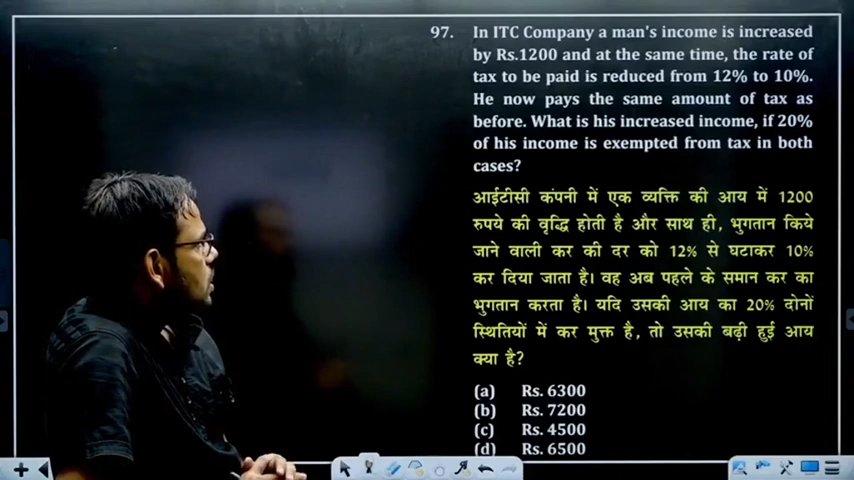 97. In ITC Company a man's income is increased
by Rs.1200 and at the same time, the rate of
tax to be paid is reduced from 12% to 10%.
He now pays the same amount of tax as
before. What is his increased income, if 20%
of his income is exempted from tax in both
cases?
आईटीसी कंपनी में एक व्यक्ति की आय में 1200
रुपये की वृद्धि होती है और साथ ही, भुगतान किये
जाने वाली कर की दर को 12% से घटाकर 10%
कर दिया जाता है। वह अब पहले के समान कर का
भुगतान करता है। यदि उसकी आय का 20% दोनों
स्थितियों में कर मुक्त है, तो उसकी बढ़ी हुई आय
क्या है?
(a) Rs. 6300
(b) Rs. 7200
(c) Rs. 4500
(d) Rs. 6500